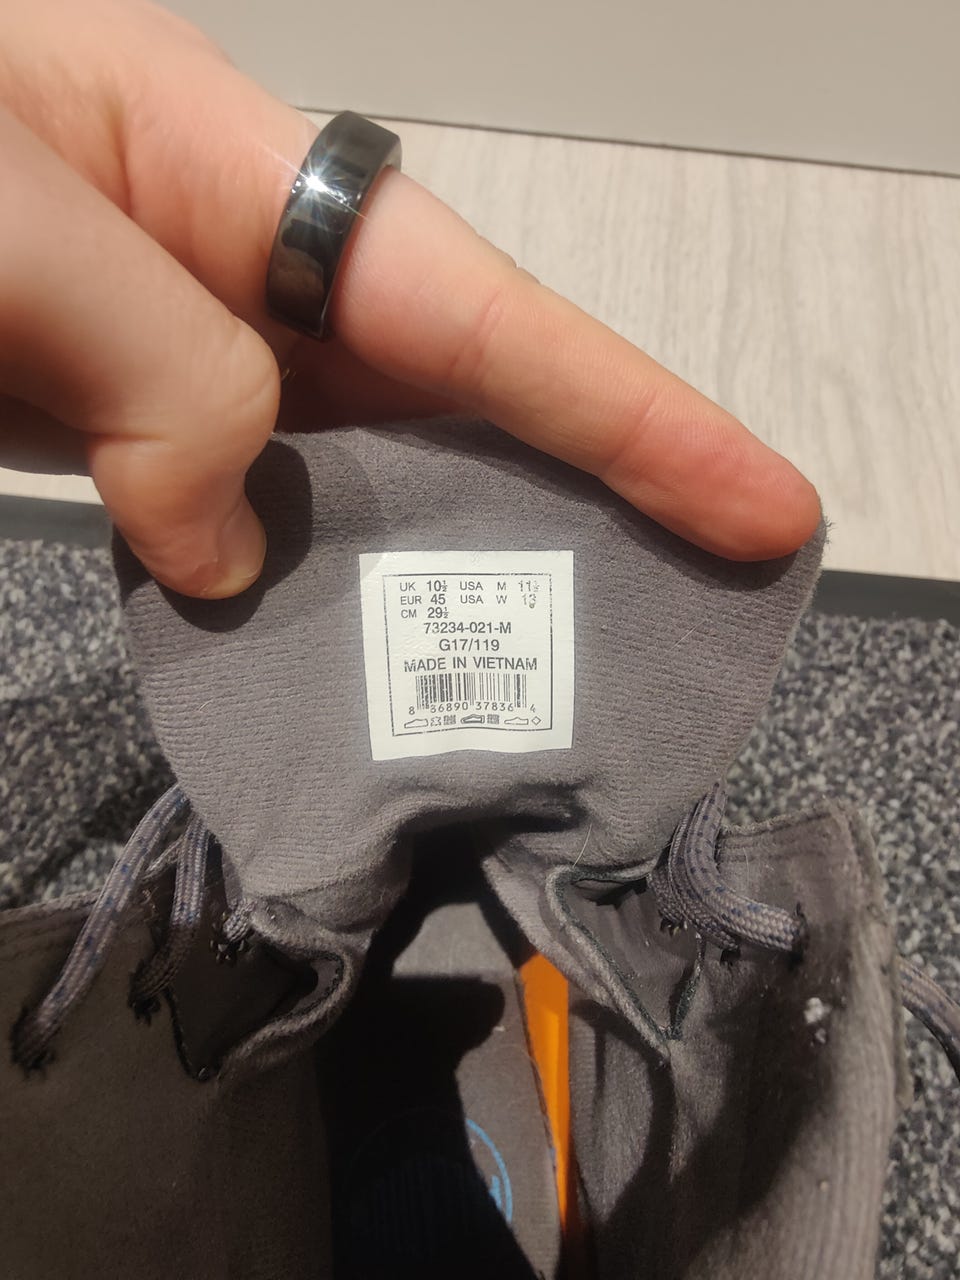 UK 10½ USA M 11½
EUR 45 USA W 13
CM 29½
73234-021-M
G17/119
MADE IN VIETNAM
8 56890 37836 4